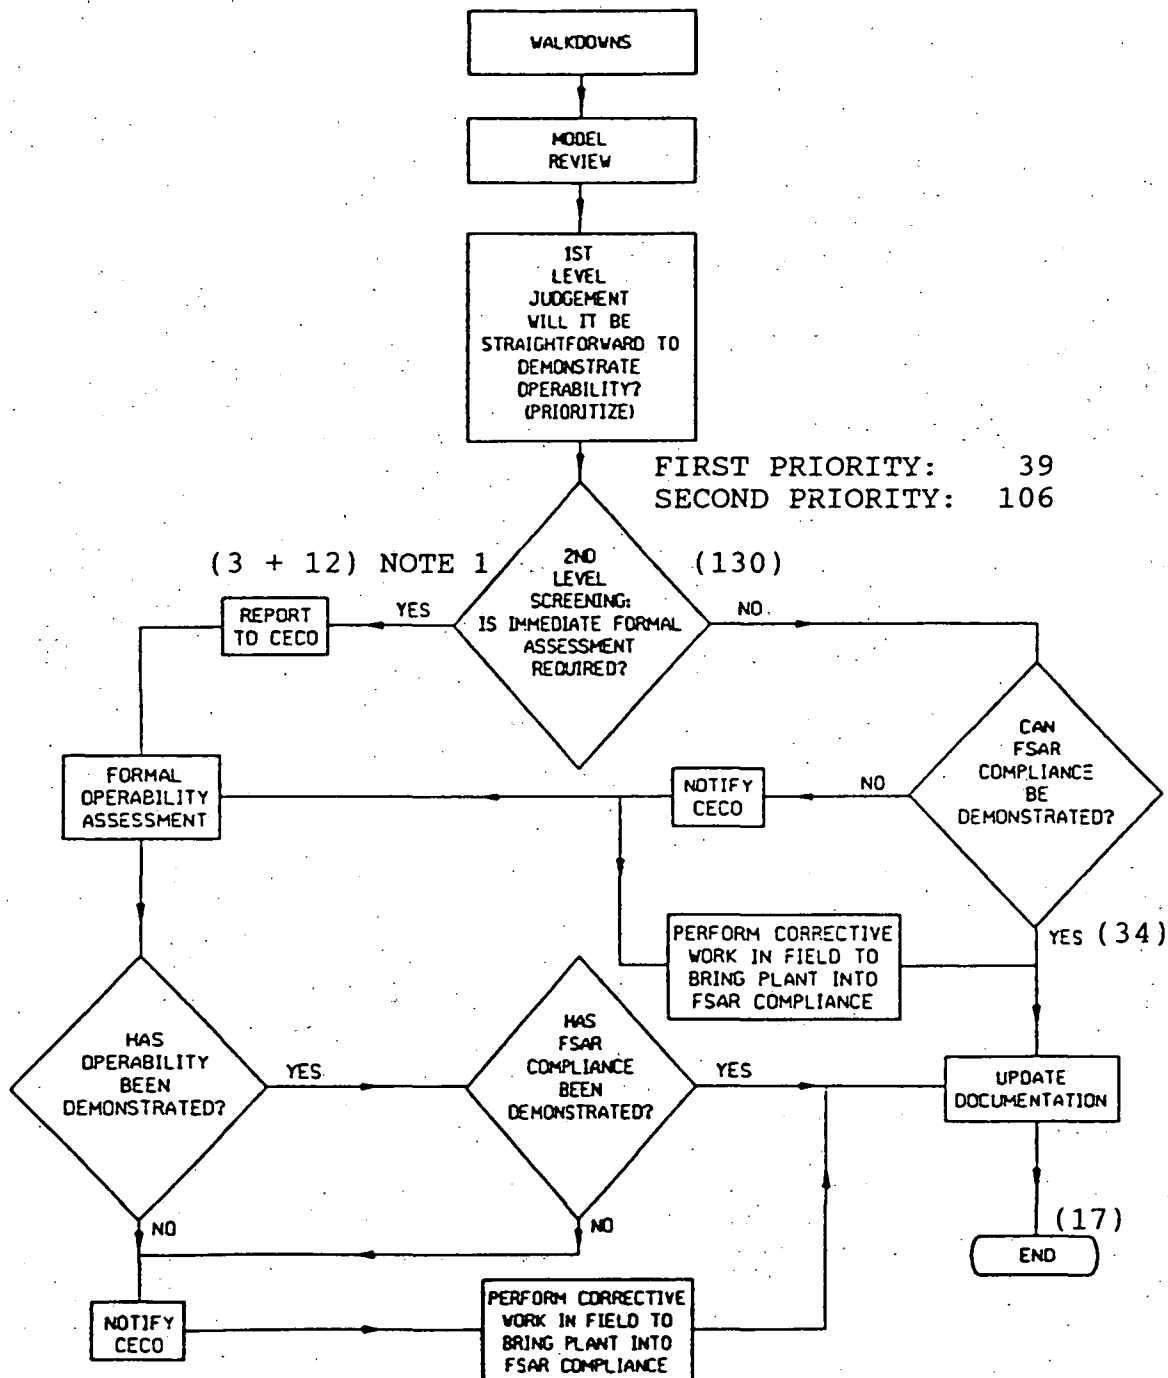 WALKDOWNS
MODEL
REVIEW
1ST
LEVEL
JUDGEMENT
WILL IT BE
STRAIGHTFORWARD TO
DEMONSTRATE
OPERABILITY?
(PRIORITIZE)
FIRST PRIORITY: 39
SECOND PRIORITY: 106
(3 + 12) NOTE 1
2ND
LEVEL
SCREENING:
IS IMMEDIATE FORMAL
ASSESSMENT
REQUIRED?
(130)
YES
NO
REPORT
TO CECO
CAN
FSAR
COMPLIANCE
BE
DEMONSTRATED?
FORMAL
OPERABILITY
ASSESSMENT
NOTIFY
CECO
NO
YES (34)
PERFORM CORRECTIVE
WORK IN FIELD TO
BRING PLANT INTO
FSAR COMPLIANCE
HAS
OPERABILITY
BEEN
DEMONSTRATED?
YES
HAS
FSAR
COMPLIANCE
BEEN
DEMONSTRATED?
YES
UPDATE
DOCUMENTATION
NO
NO
(17)
END
NOTIFY
CECO
PERFORM CORRECTIVE
WORK IN FIELD TO
BRING PLANT INTO
FSAR COMPLIANCE